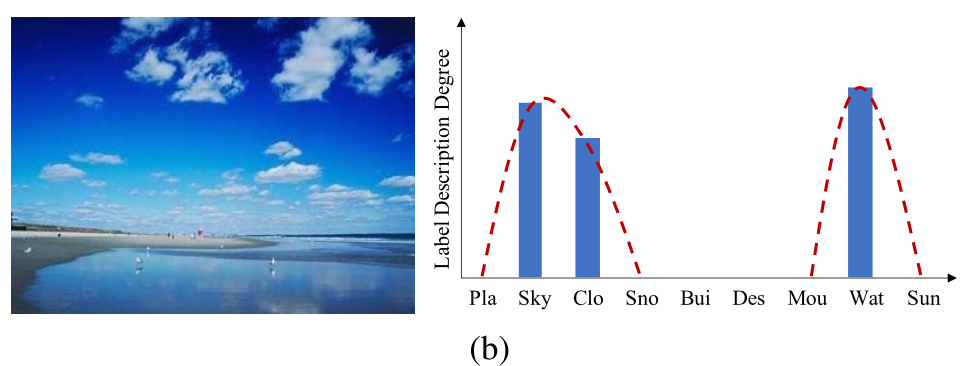 Label Description Degree
Pla Sky Clo Sno Bui Des Mou Wat Sun
(b)